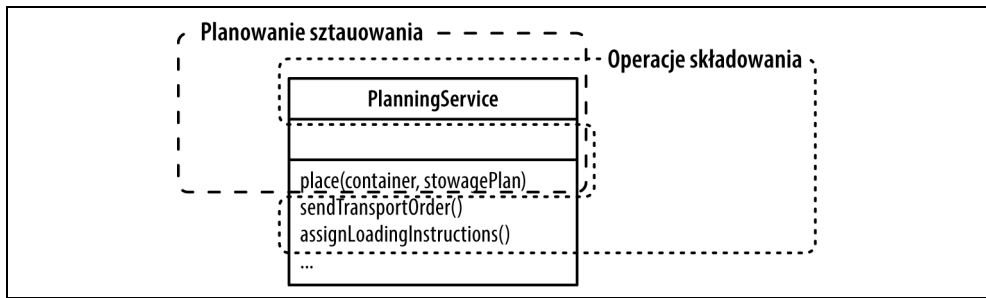 Planowanie sztauowania
Operacje składowania
PlanningService
place(container, stowagePlan)
sendTransportOrder()
assignLoadingInstructions()
...